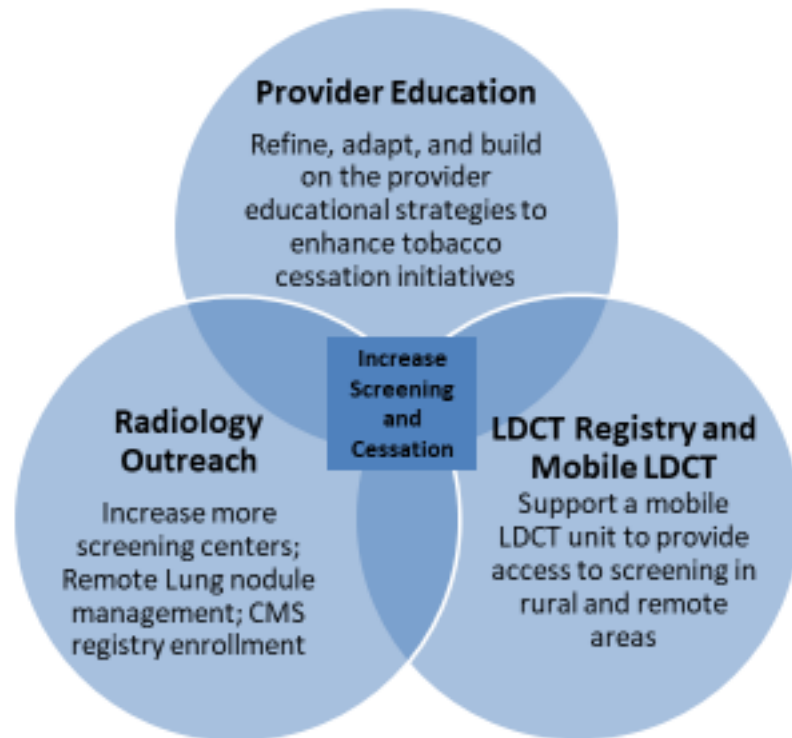 Provider Education
Refine, adapt, and build
on the provider
educational strategies to
enhance tobacco
cessation initiatives
Increase
Screening
and
Cessation
Radiology
Outreach
Increase more
screening centers;
Remote Lung nodule
management; CMS
registry enrollment
LDCT Registry and
Mobile LDCT
Support a mobile
LDCT unit to provide
access to screening in
rural and remote
areas